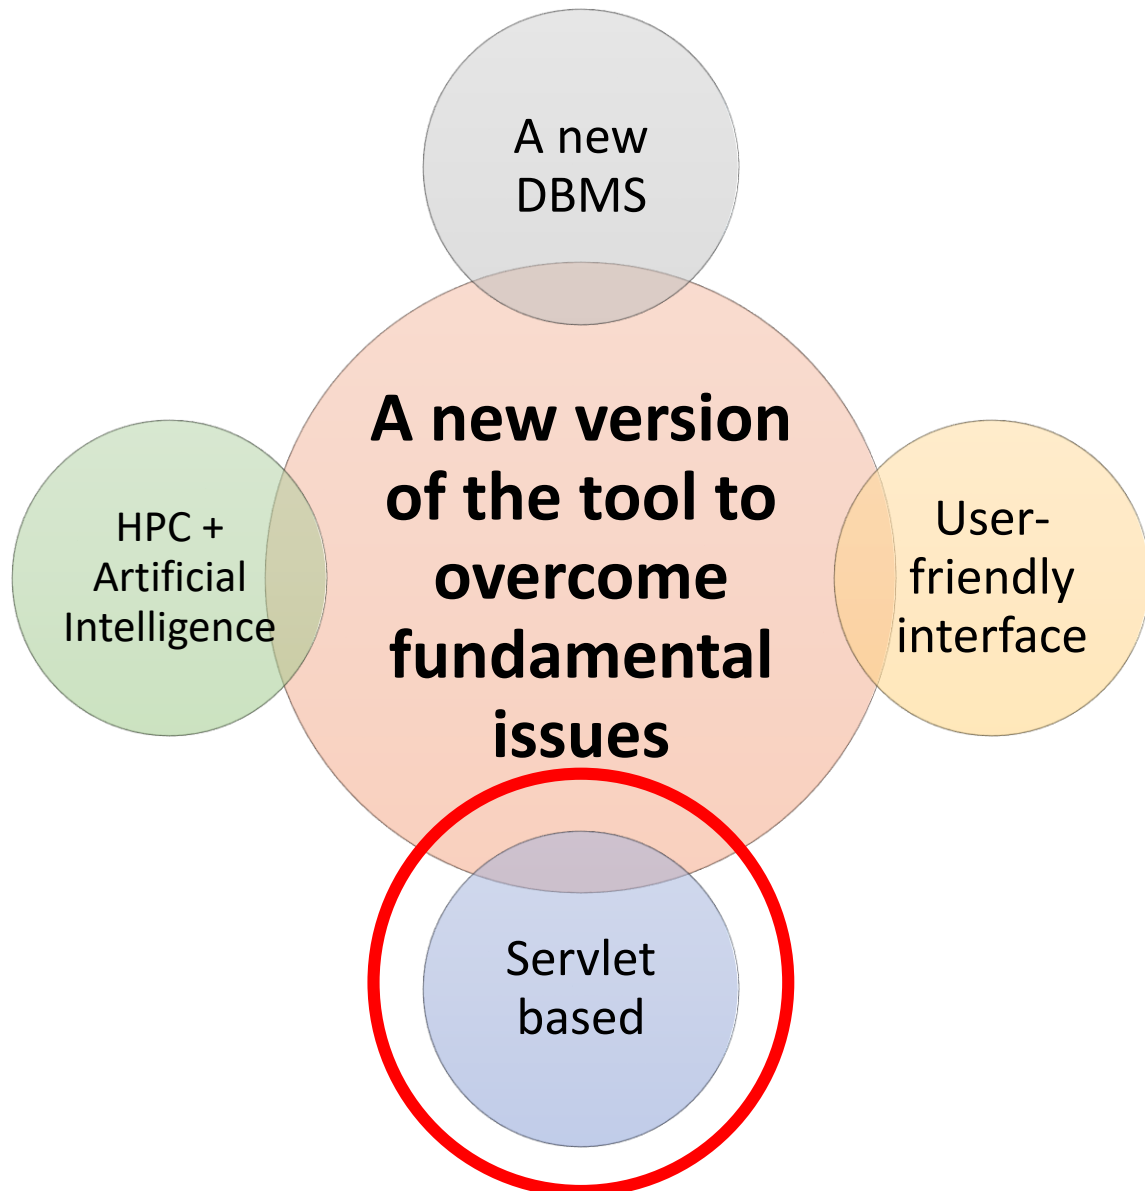 A new
DBMS
A new version
of the tool to
overcome
fundamental
issues
HPC +
Artificial
Intelligence
User-
friendly
interface
Servlet
based